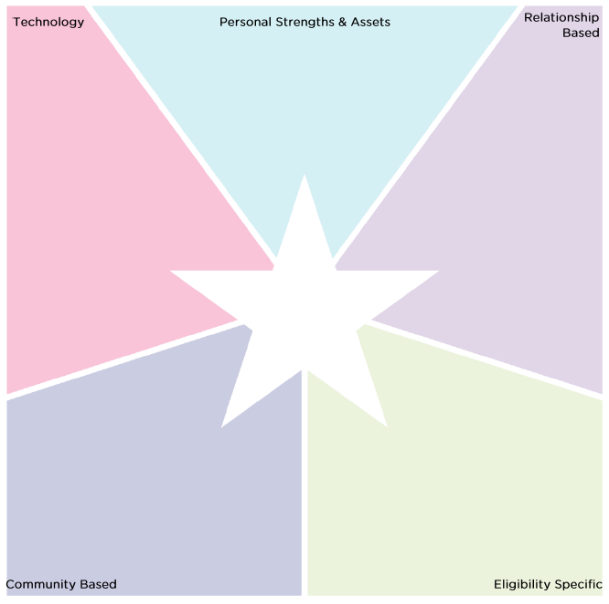 Technology
Personal Strengths & Assets
Relationship
Based
Community Based
Eligibility Specific